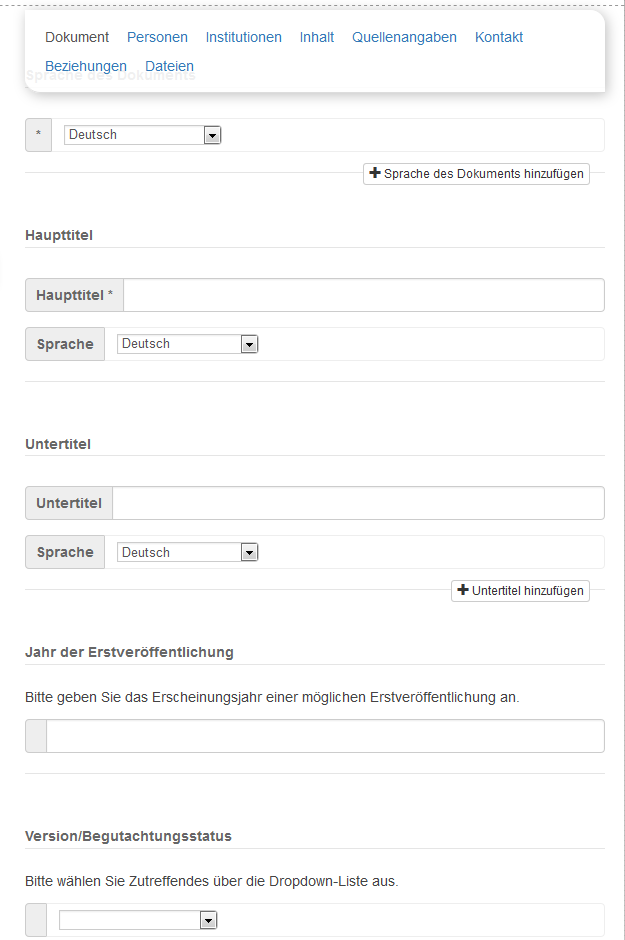 Dokument Personen Institutionen Inhalt Quellenangaben Kontakt
Beziehungen Dateien
Sprache des Dokuments
* Deutsch
Sprache des Dokuments hinzufügen
Haupttitel
Haupttitel *
Sprache Deutsch
Untertitel
Untertitel
Sprache Deutsch
Untertitel hinzufügen
Jahr der Erstveröffentlichung
Bitte geben Sie das Erscheinungsjahr einer möglichen Erstveröffentlichung an.
Version/Begutachtungsstatus
Bitte wählen Sie Zutreffendes über die Dropdown-Liste aus.